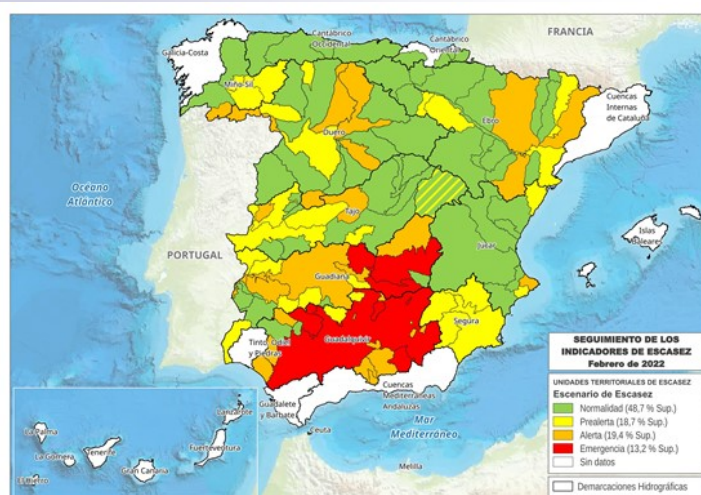 FRANCIA
Cantábrico
Occidental
Cantábrico
Oriental
Galicia-Costa
Miño-Sil
Cuencas
Internas
de Cataluña
Ebro
Duero
Océano
Atlántico
Tajo
Islas
Baleares
PORTUGAL
Júcar
Guadiana
Segura
Guadalquivir
Tinto, Odiel
y Piedras
Cuencas
Mediterráneas
Andaluzas
Guadalete
y Barbate
Mar
Mediterráneo
Ceuta
Melilla
Lanzarote
La Palma
Tenerife
Fuerteventura
La Gomera
Gran Canaria
El Hierro
SEGUIMIENTO DE LOS
INDICADORES DE ESCASEZ
Febrero de 2022
UNIDADES TERRITORIALES DE ESCASEZ
Escenario de Escasez
Normalidad (48,7 % Sup.)
Prealerta (18,7 % Sup.)
Alerta (19,4 % Sup.)
Emergencia (13,2 % Sup.)
Sin datos
Demarcaciones Hidrográficas